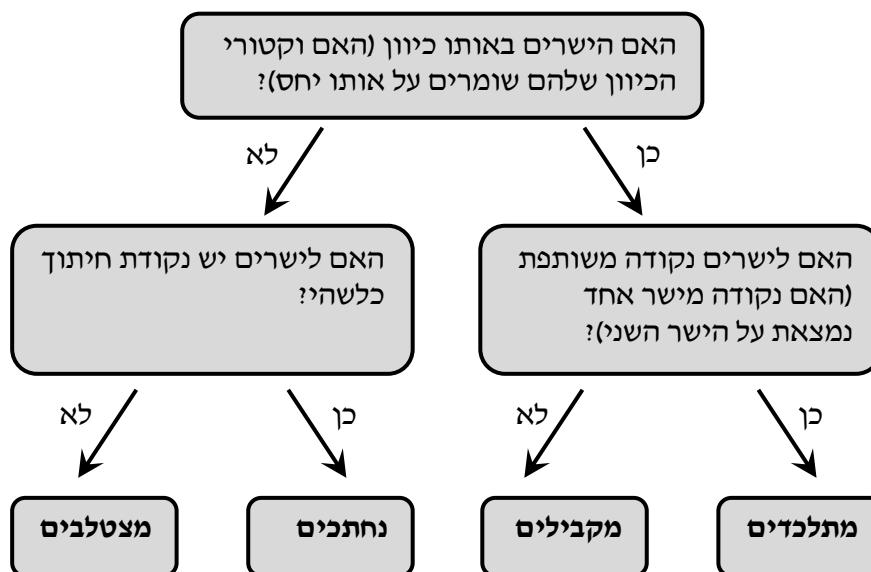 האם הישרים באותו כיוון (האם וקטורי
הכיוון שלהם שומרים על אותו יחס)?
כן
לא
האם לישרים נקודה משותפת
(האם נקודה מישר אחד
נמצאת על הישר השני)?
האם לישרים יש נקודת חיתוך
כלשהי?
כן
לא
כן
לא
מתלכדים
מקבילים
נחתכים
מצטלבים